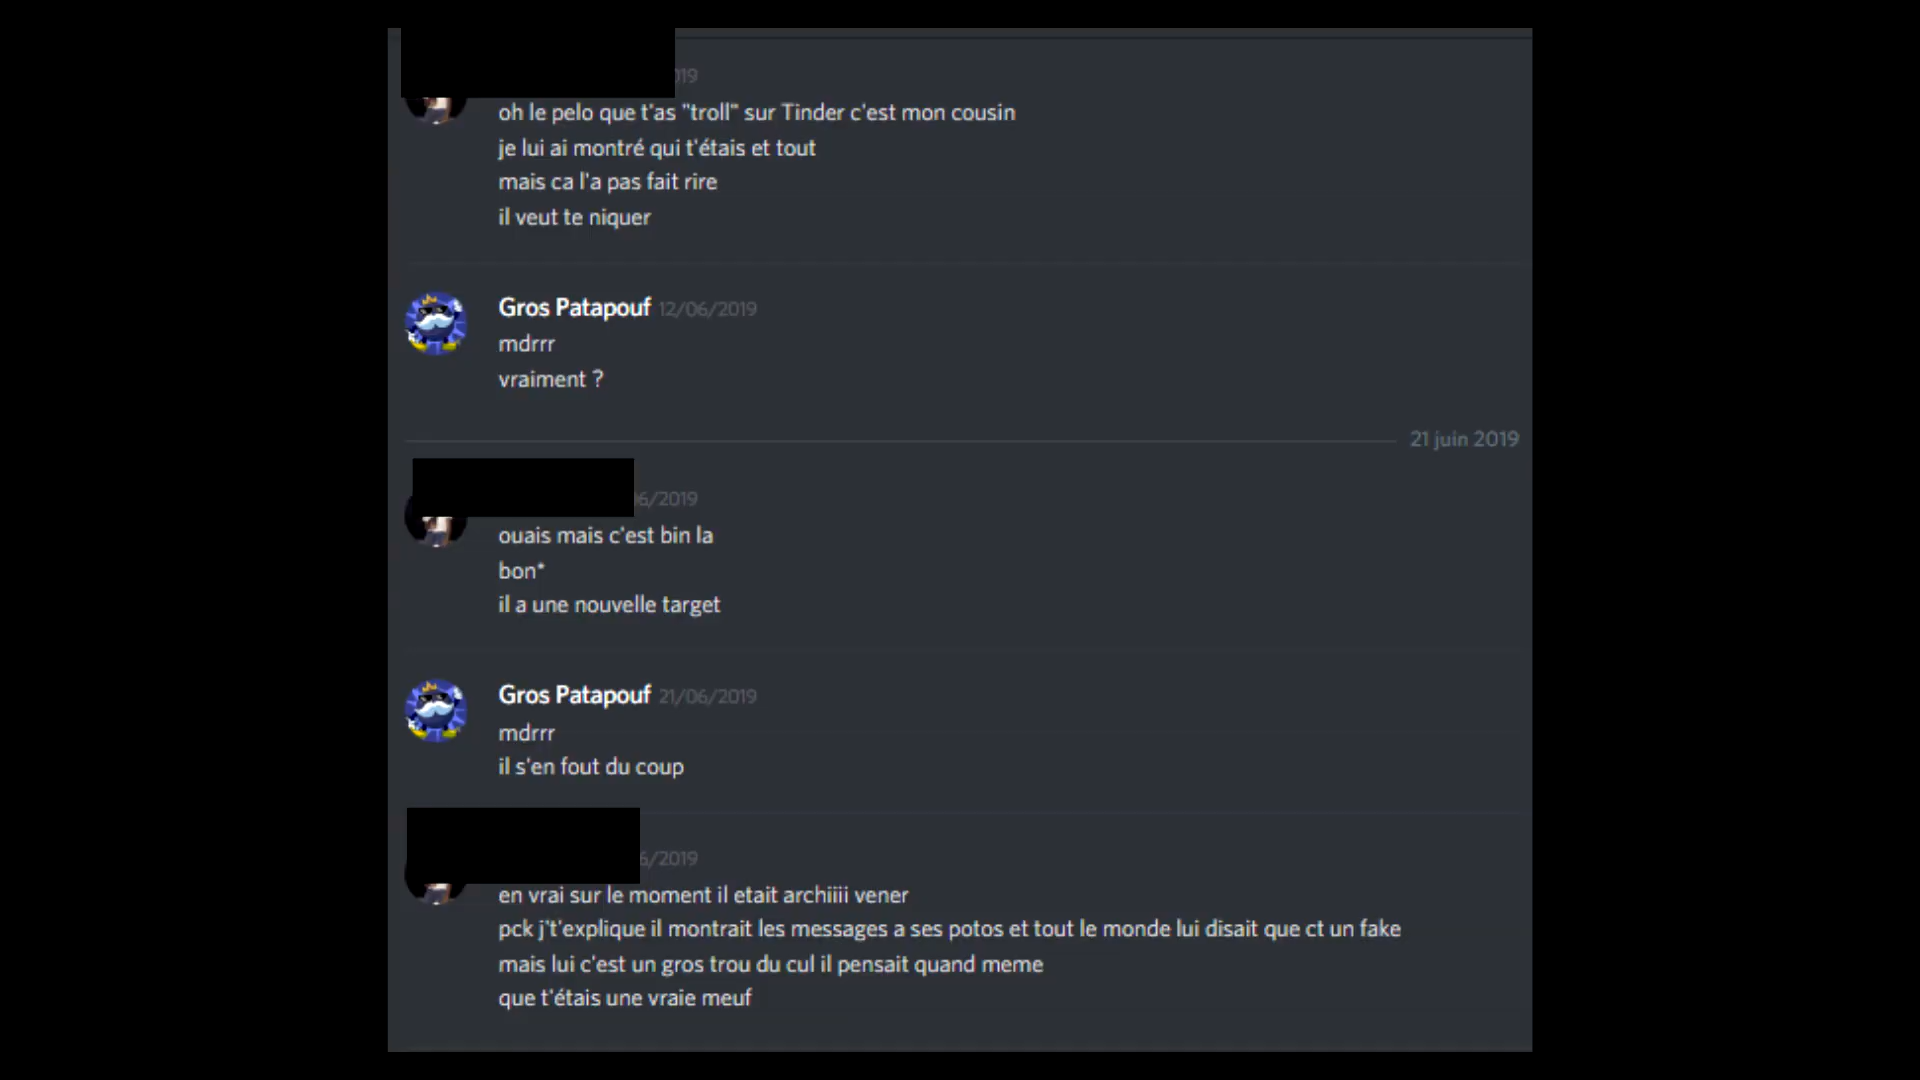 019
oh le pelo que t'as "troll" sur Tinder c'est mon cousin
je lui ai montré qui t'étais et tout
mais ca l'a pas fait rire
il veut te niquer
Gros Patapouf 12/06/2019
mdrrr
vraiment ?
21 juin 2019
06/2019
ouais mais c'est bin la
bon*
il a une nouvelle target
Gros Patapouf 21/06/2019
mdrrr
il s'en fout du coup
6/2019
en vrai sur le moment il etait archiiii vener
pck j't'explique il montrait les messages a ses potos et tout le monde lui disait que ct un fake
mais lui c'est un gros trou du cul il pensait quand meme
que t'étais une vraie meuf